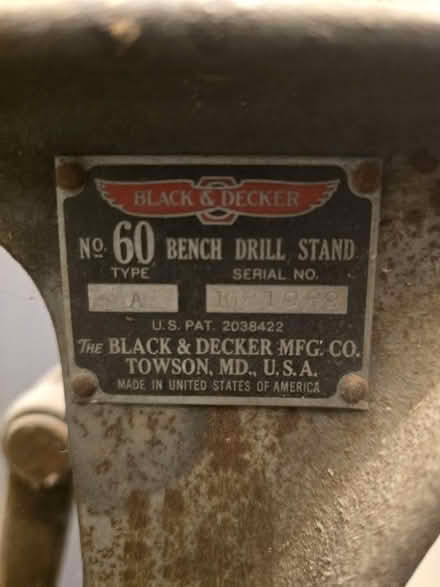 BLACK & DECKER
No. 60 BENCH DRILL STAND
TYPE SERIAL NO.
A
U.S. PAT. 2038422
The BLACK & DECKER MFG. CO.
TOWSON, MD., U.S.A.
MADE IN UNITED STATES OF AMERICA